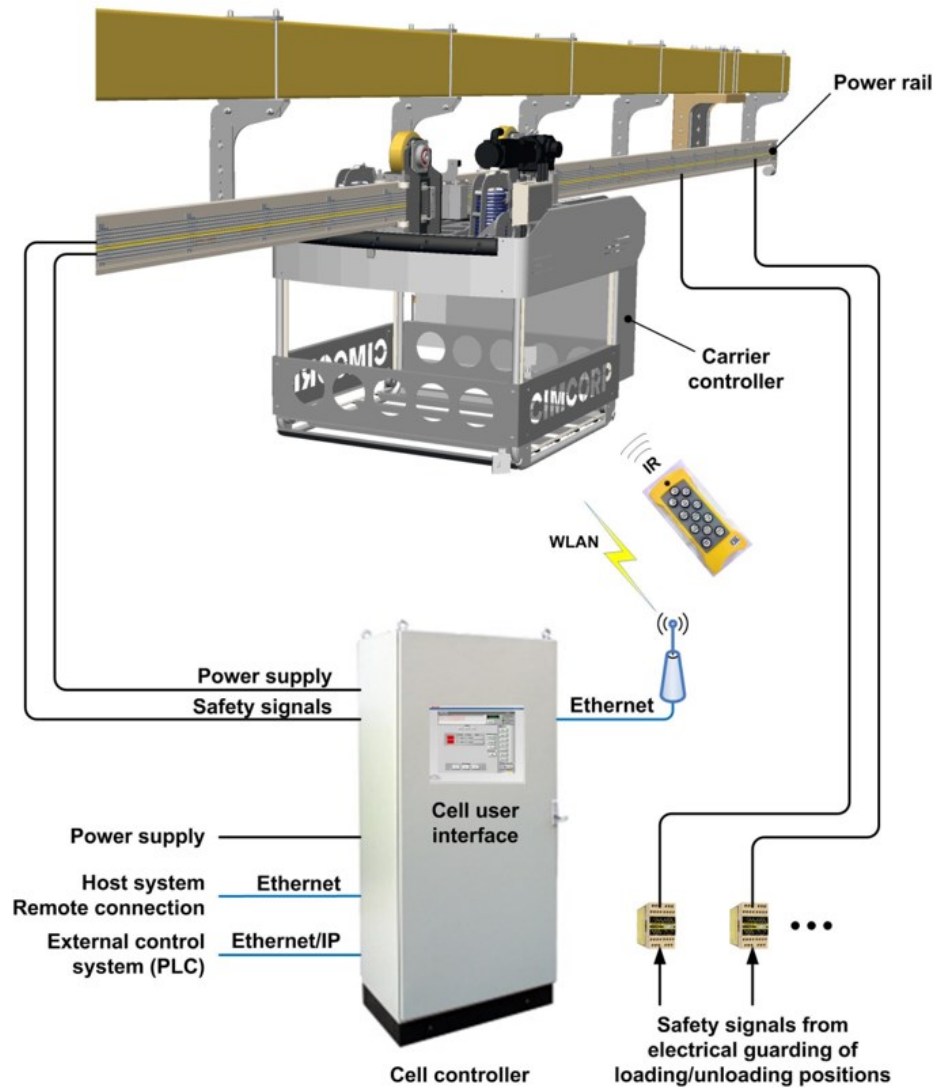 Power rail
CIMCORP
CIMCORP
Carrier
controller
IR
WLAN
Power supply
Safety signals
Ethernet
Cell user
interface
Power supply
Host system
Remote connection
Ethernet
External control
system (PLC)
Ethernet/IP
Safety signals from
electrical guarding of
loading/unloading positions
Cell controller